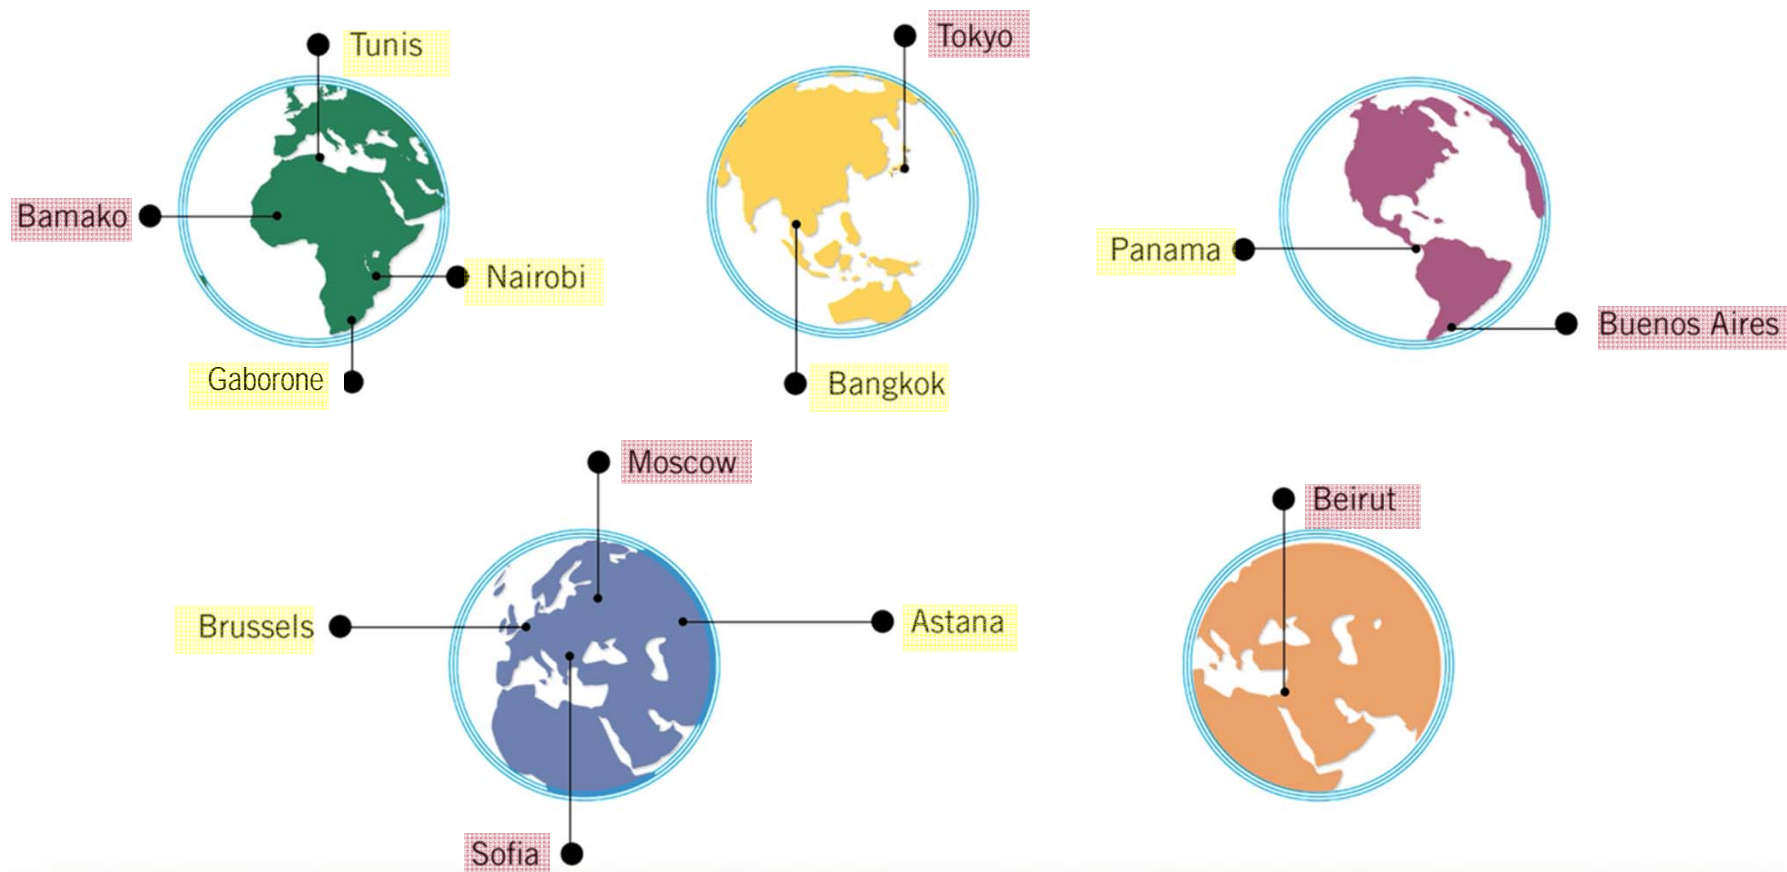 Tunis
Tokyo
Bamako
Nairobi
Panama
Buenos Aires
Gaborone
Bangkok
Moscow
Beirut
Brussels
Astana
Sofia